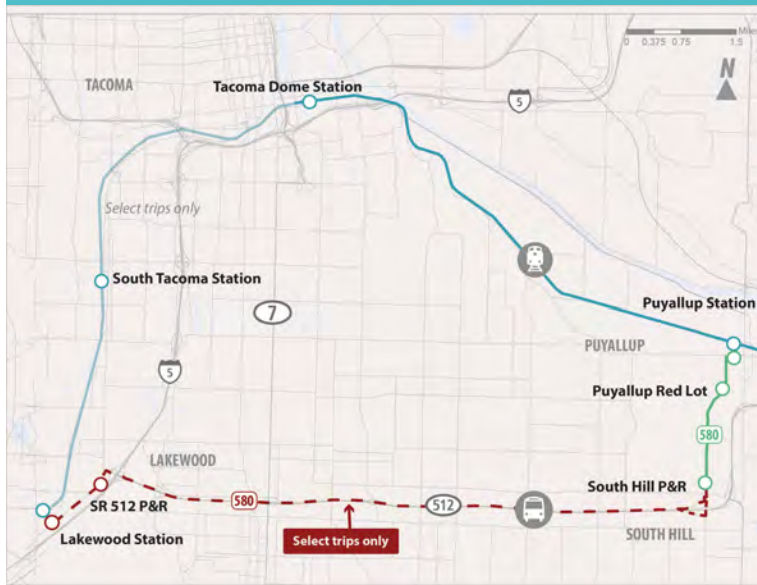 Miles
0 0.375 0.75 1.5
N
TACOMA
Tacoma Dome Station
5
Select trips only
South Tacoma Station
7
Puyallup Station
PUYALLUP
5
Puyallup Red Lot
580
LAKEWOOD
South Hill P&R
SR 512 P&R
580
512
Select trips only
Lakewood Station
SOUTH HILL